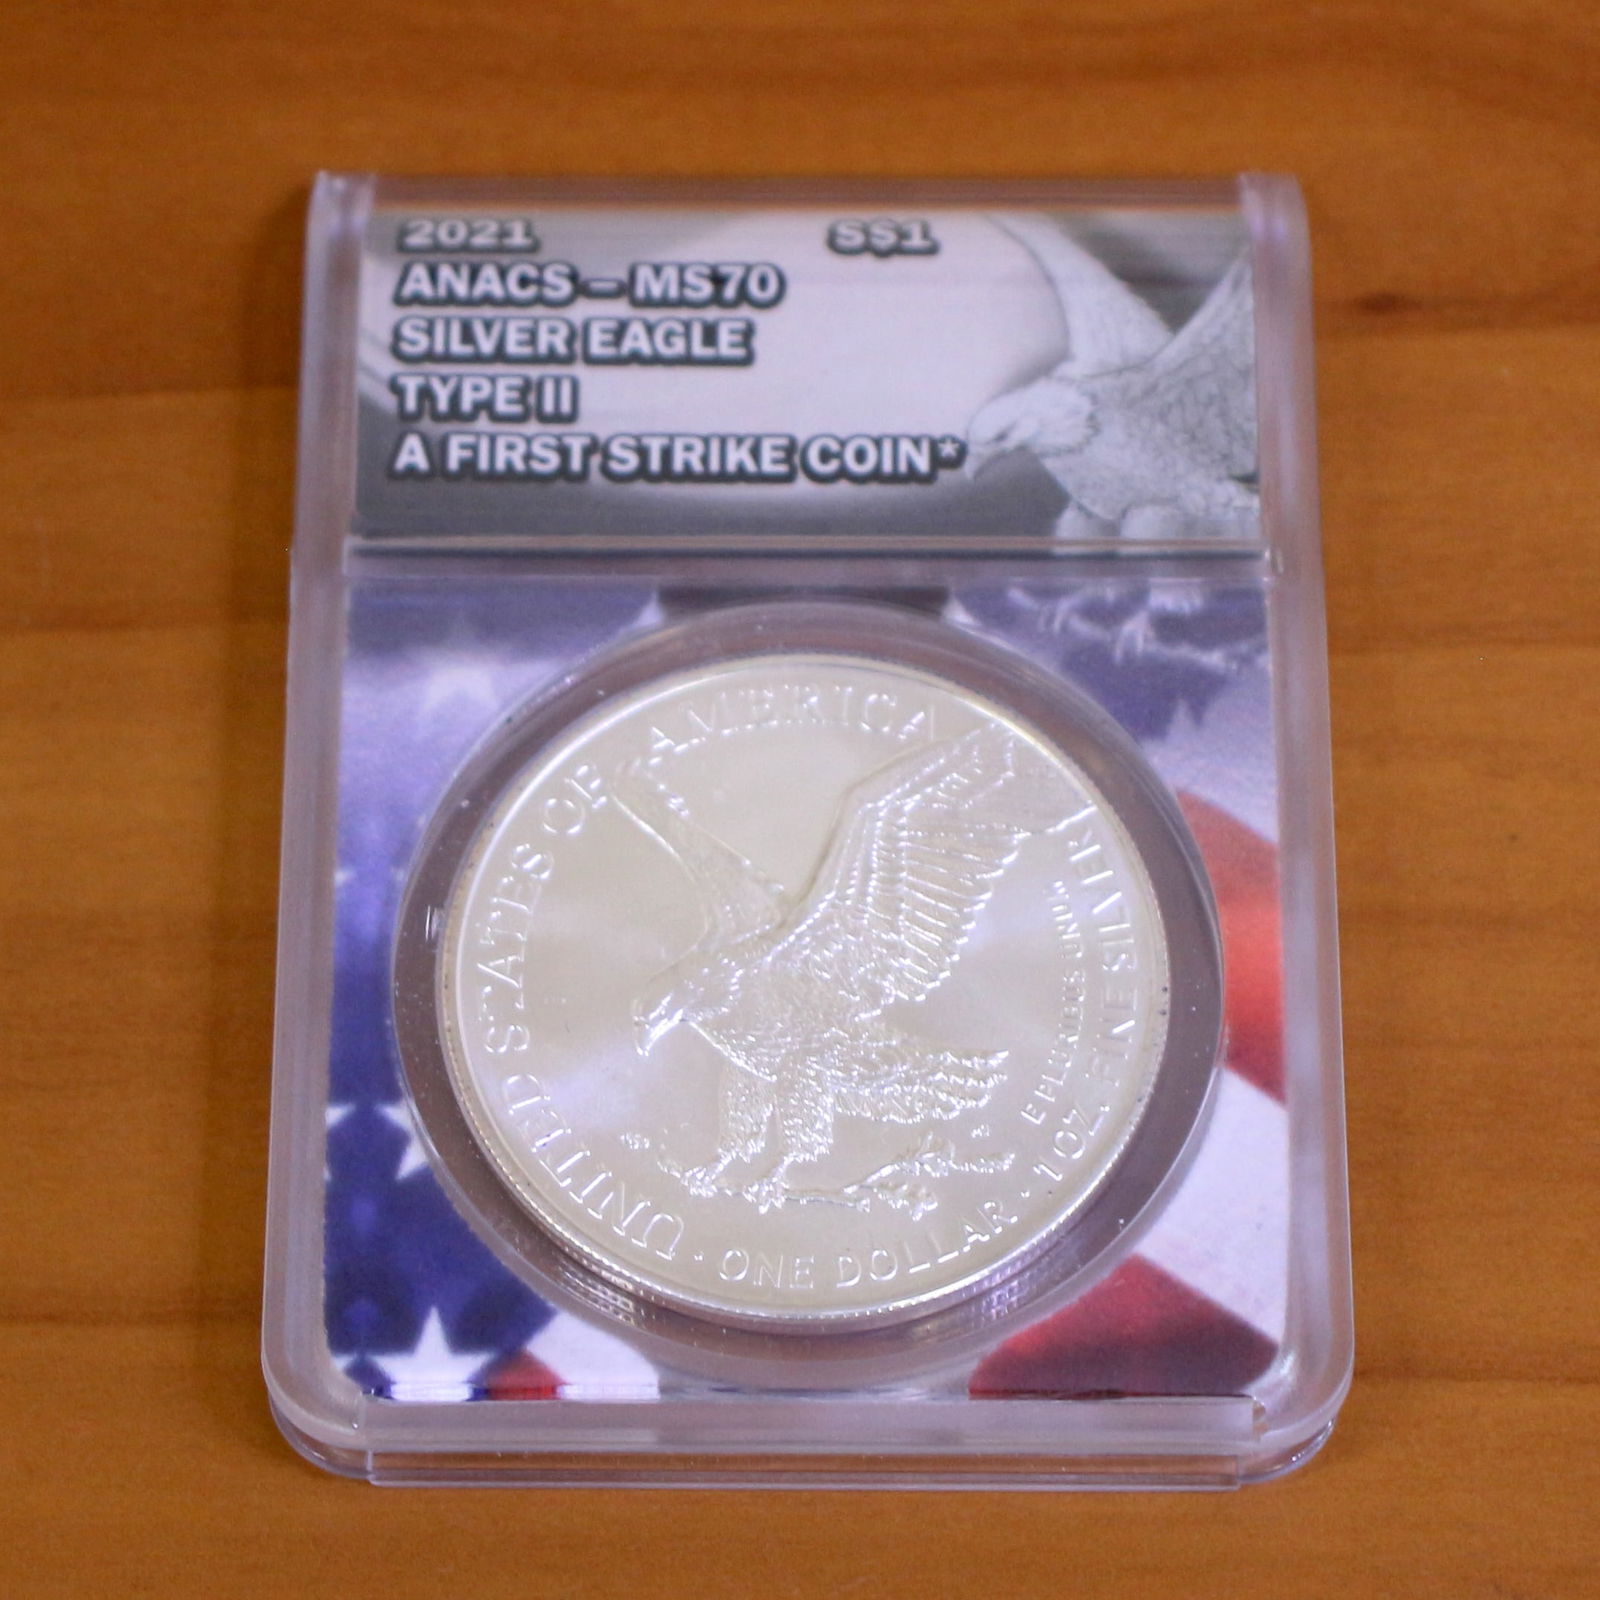 2021 S$1
ANACS – MS70
SILVER EAGLE
TYPE II
A FIRST STRIKE COIN*
UNITED STATES OF AMERICA
E PLURIBUS UNUM
1 OZ. FINE SILVER
· ONE DOLLAR ·